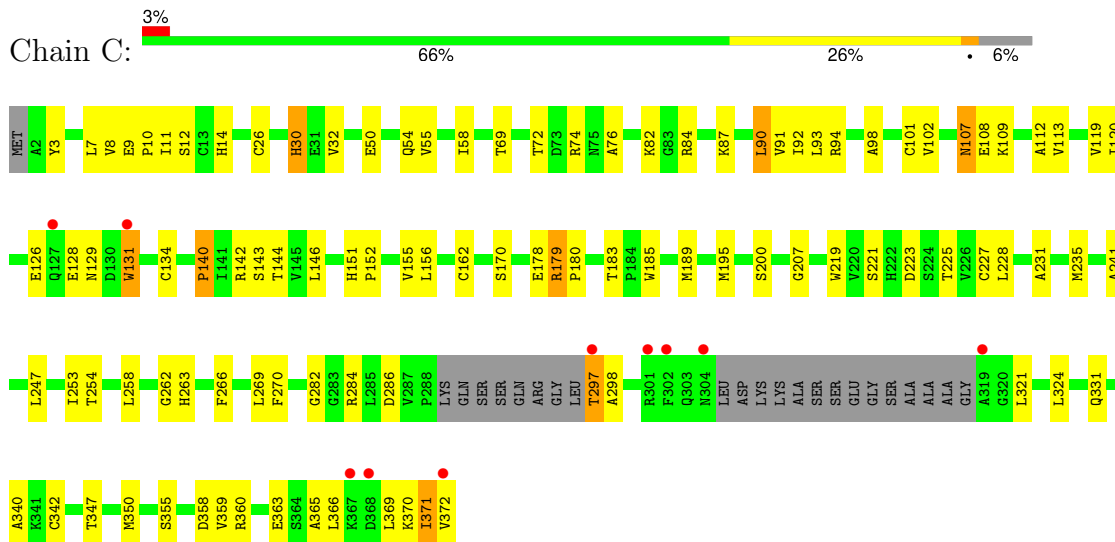 3%
Chain C:
66% 26% • 6%
MET A2 Y3 L7 V8 E9 P10 I11 S12 C13 H14 C26 H30 E31 V32 E50 Q54 V55 I58 T69 T72 D73 R74 N75 A76 K82 G83 R84 K87 L90 V91 I92 L93 R94 A98 C101 V102 N107 E108 K109 A112 V113 V119 I120
E126 Q127 E128 N129 D130 W131 C134 P140 I141 R142 S143 T144 V145 L146 H151 P152 V155 L156 C162 S170 E178 R179 P180 T183 P184 W185 M189 M195 S200 G207 W219 V220 S221 H222 D223 S224 T225 V226 C227 L228 A231 M235 A241
L247 I253 T254 L258 G262 H263 F266 L269 F270 G282 G283 R284 L285 D286 V287 P288 LYS GLN SER SER GLN ARG GLY LEU T297 A298 R301 F302 Q303 N304 LEU ASP LYS LYS ALA SER SER GLU GLY SER ALA ALA ALA GLY A319 G320 L321 L324 Q331
A340 K341 C342 T347 M350 S355 D358 V359 R360 E363 S364 A365 L366 K367 D368 L369 K370 I371 V372